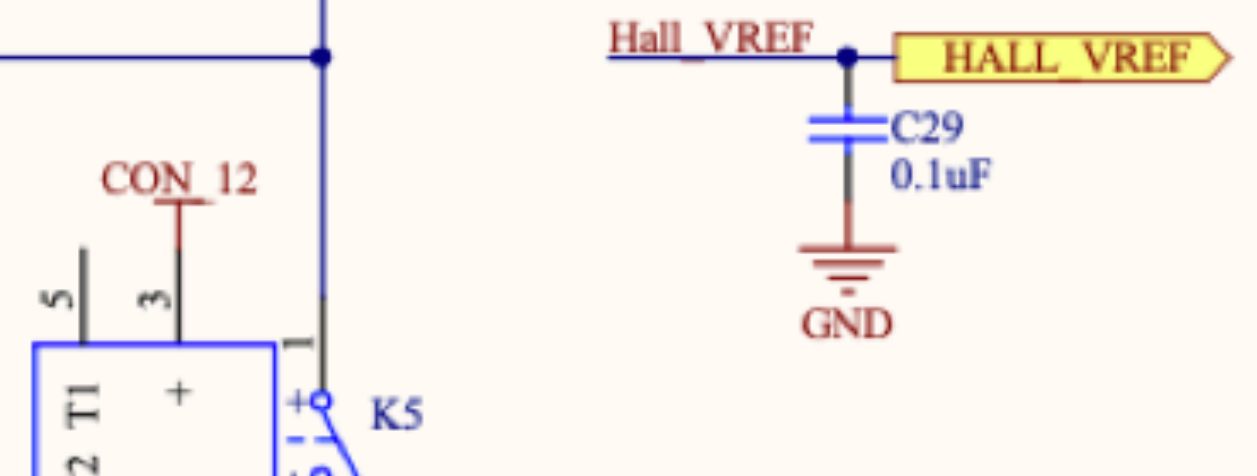 Hall_VREF
HALL_VREF
C29
0.1uF
GND
CON_12
5
3
1
+
T1
2
+
K5